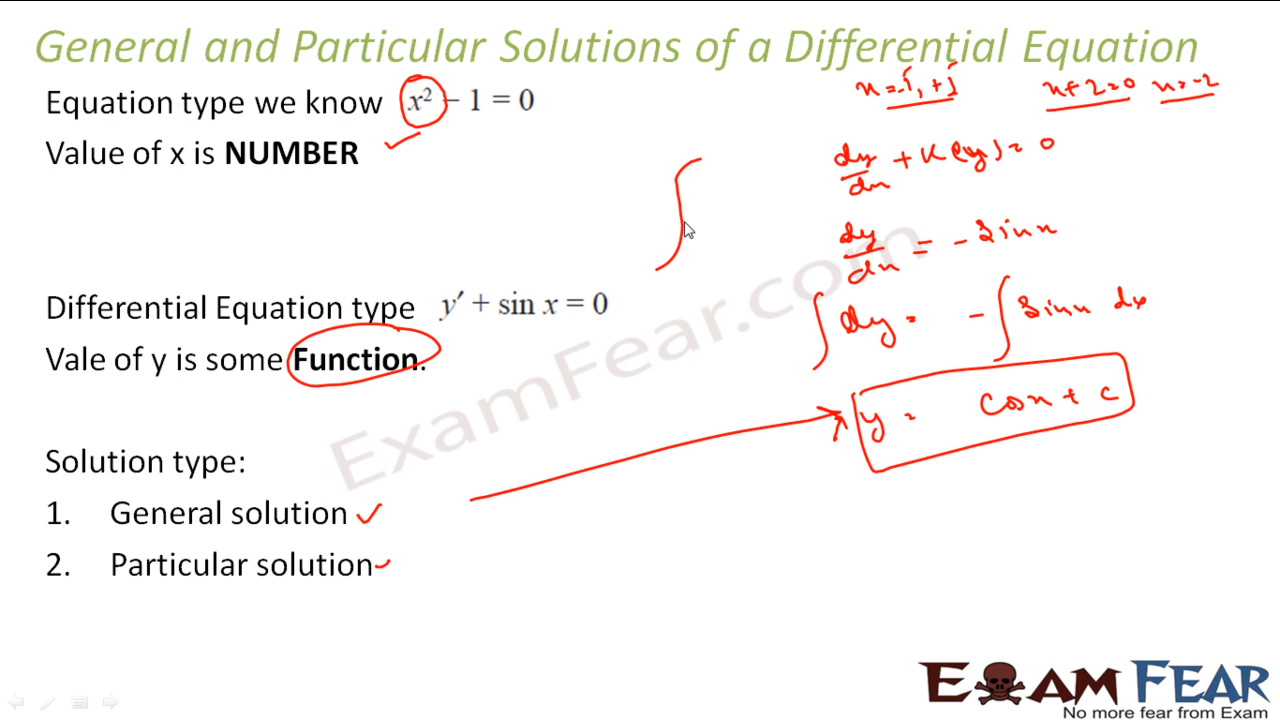 General and Particular Solutions of a Differential Equation
x = -1, +1
x + 2 = 0 x = -2
Equation type we know x² − 1 = 0
Value of x is NUMBER
dy/dx + = 0
dy/dx = - sin x
Differential Equation type y′ + sin x = 0
∫ dy = - ∫ sin x dx
Vale of y is some Function.
y = cos x + c
Solution type:
1. General solution
2. Particular solution
ExamFear.com
EXAM FEAR
No more fear from Exam